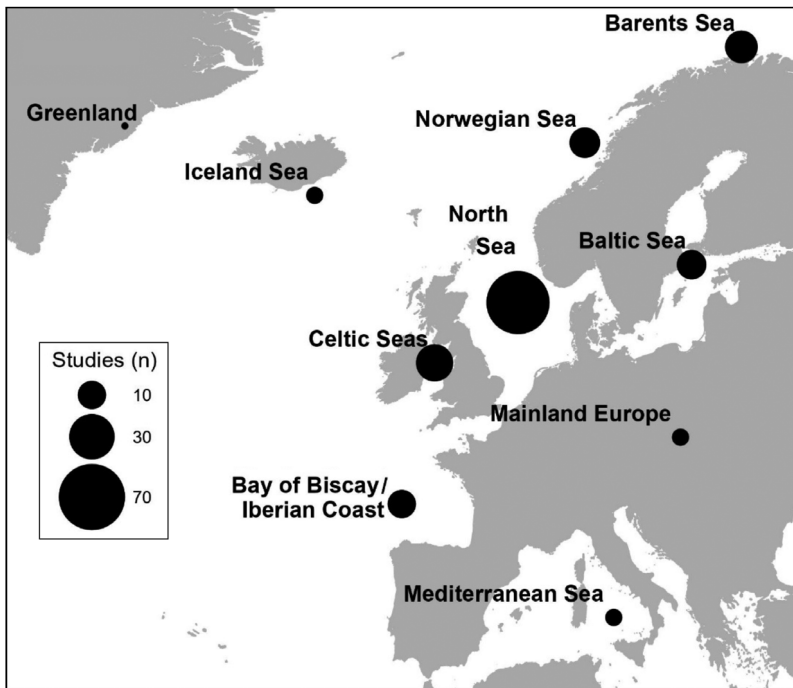 Barents Sea
Greenland
Norwegian Sea
Iceland Sea
North
Sea
Baltic Sea
Celtic Seas
Studies (n)
10
30
70
Mainland Europe
Bay of Biscay/
Iberian Coast
Mediterranean Sea